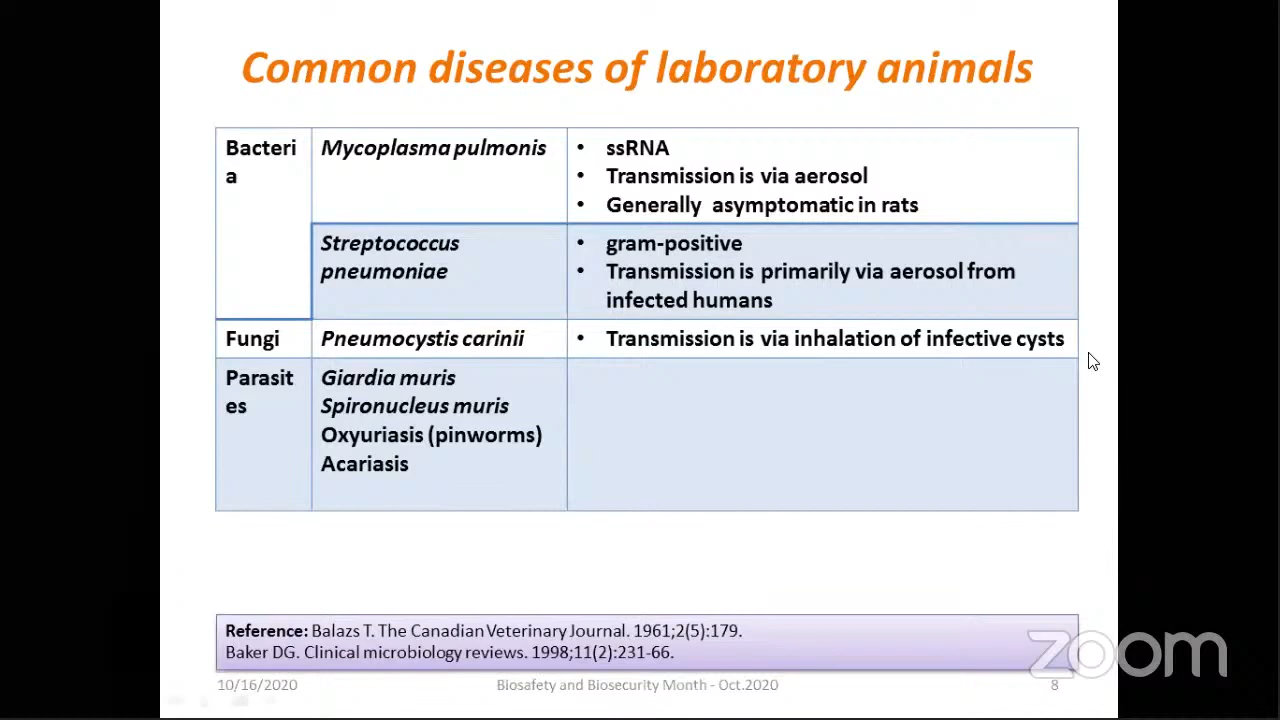 Common diseases of laboratory animals
Bacteri
a
Mycoplasma pulmonis
• ssRNA
• Transmission is via aerosol
• Generally asymptomatic in rats
Streptococcus
pneumoniae
• gram-positive
• Transmission is primarily via aerosol from
infected humans
Fungi
Pneumocystis carinii
• Transmission is via inhalation of infective cysts
Parasit
es
Giardia muris
Spironucleus muris
Oxyuriasis (pinworms)
Acariasis
Reference: Balazs T. The Canadian Veterinary Journal. 1961;2(5):179.
Baker DG. Clinical microbiology reviews. 1998;11(2):231-66.
zoom
10/16/2020
Biosafety and Biosecurity Month - Oct.2020
8